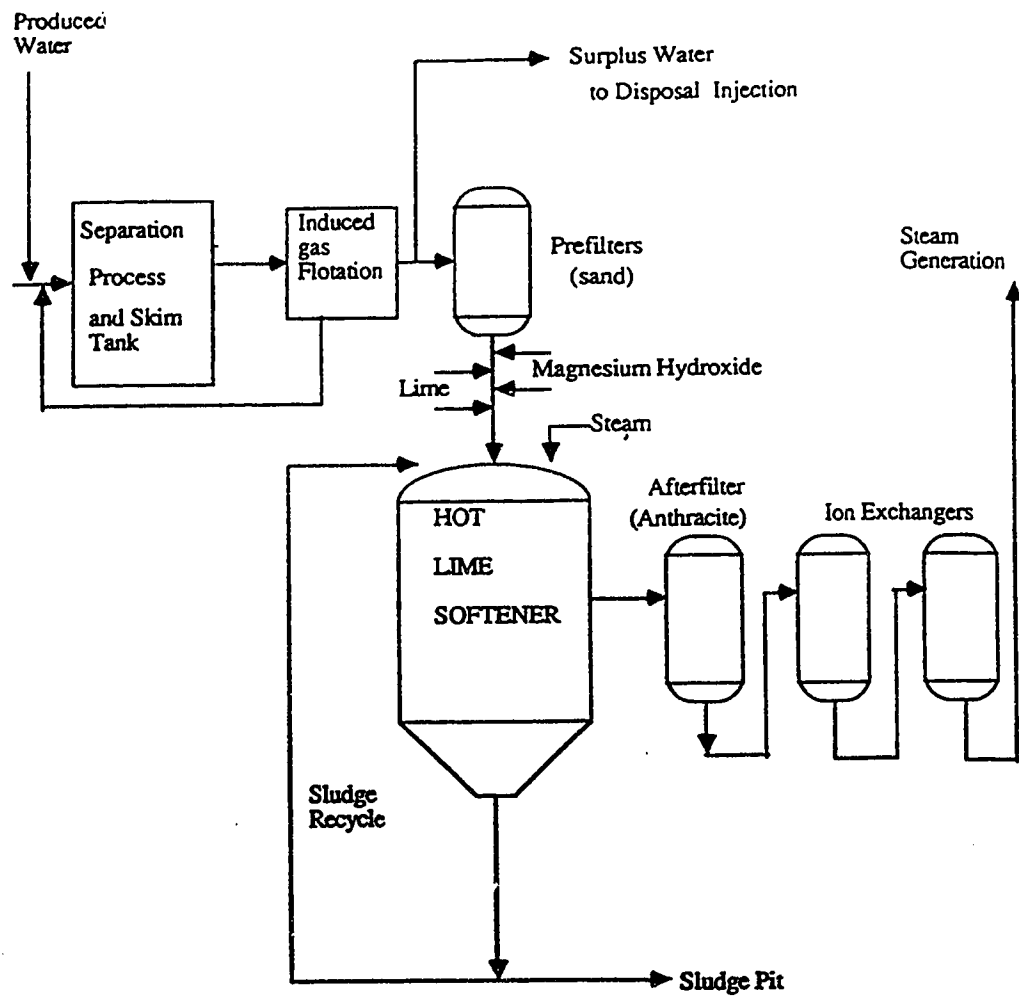 Produced
Water
Surplus Water
to Disposal Injection
Separation
Process
and Skim
Tank
Induced
gas
Flotation
Prefilters
(sand)
Steam
Generation
Magnesium Hydroxide
Lime
Steam
HOT
LIME
SOFTENER
Afterfilter
(Anthracite)
Ion Exchangers
Sludge
Recycle
Sludge Pit